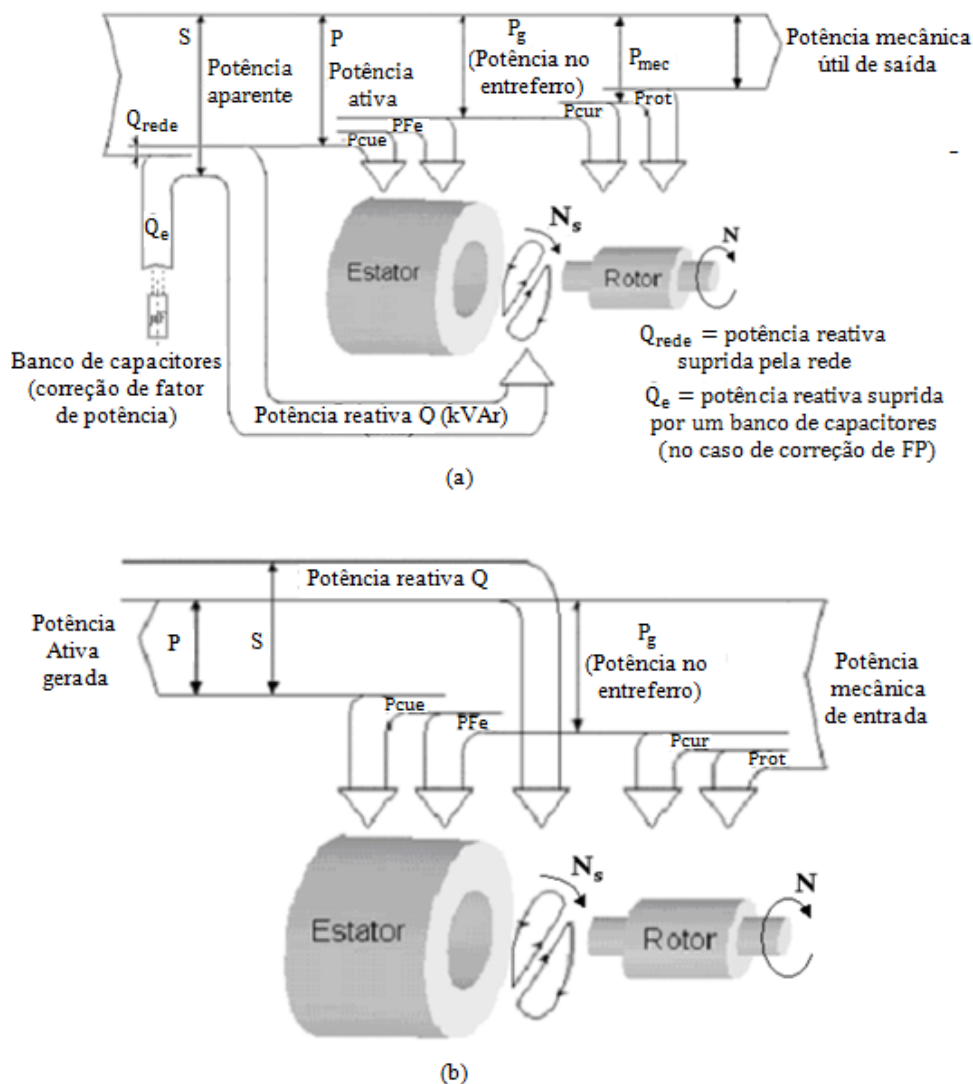 S
Potência
aparente
P
Potência
ativa
Pg
(Potência no
entreferro)
Pmec
Potência mecânica
útil de saída
Qrede
Pcue
PFe
Pcur
Prot
Q̇e
Banco de capacitores
(correção de fator
de potência)
Estator
Ns
Rotor
N
Potência reativa Q (kVAr)
Qrede = potência reativa
suprida pela rede
Q̇e = potência reativa suprida
por um banco de capacitores
(no caso de correção de FP)
(a)
Potência reativa Q
Potência
Ativa
gerada
P
S
Pg
(Potência no
entreferro)
Potência
mecânica
de entrada
Pcue
PFe
Pcur
Prot
Estator
Ns
Rotor
N
(b)